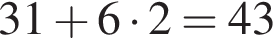 31 + 6 · 2 = 43